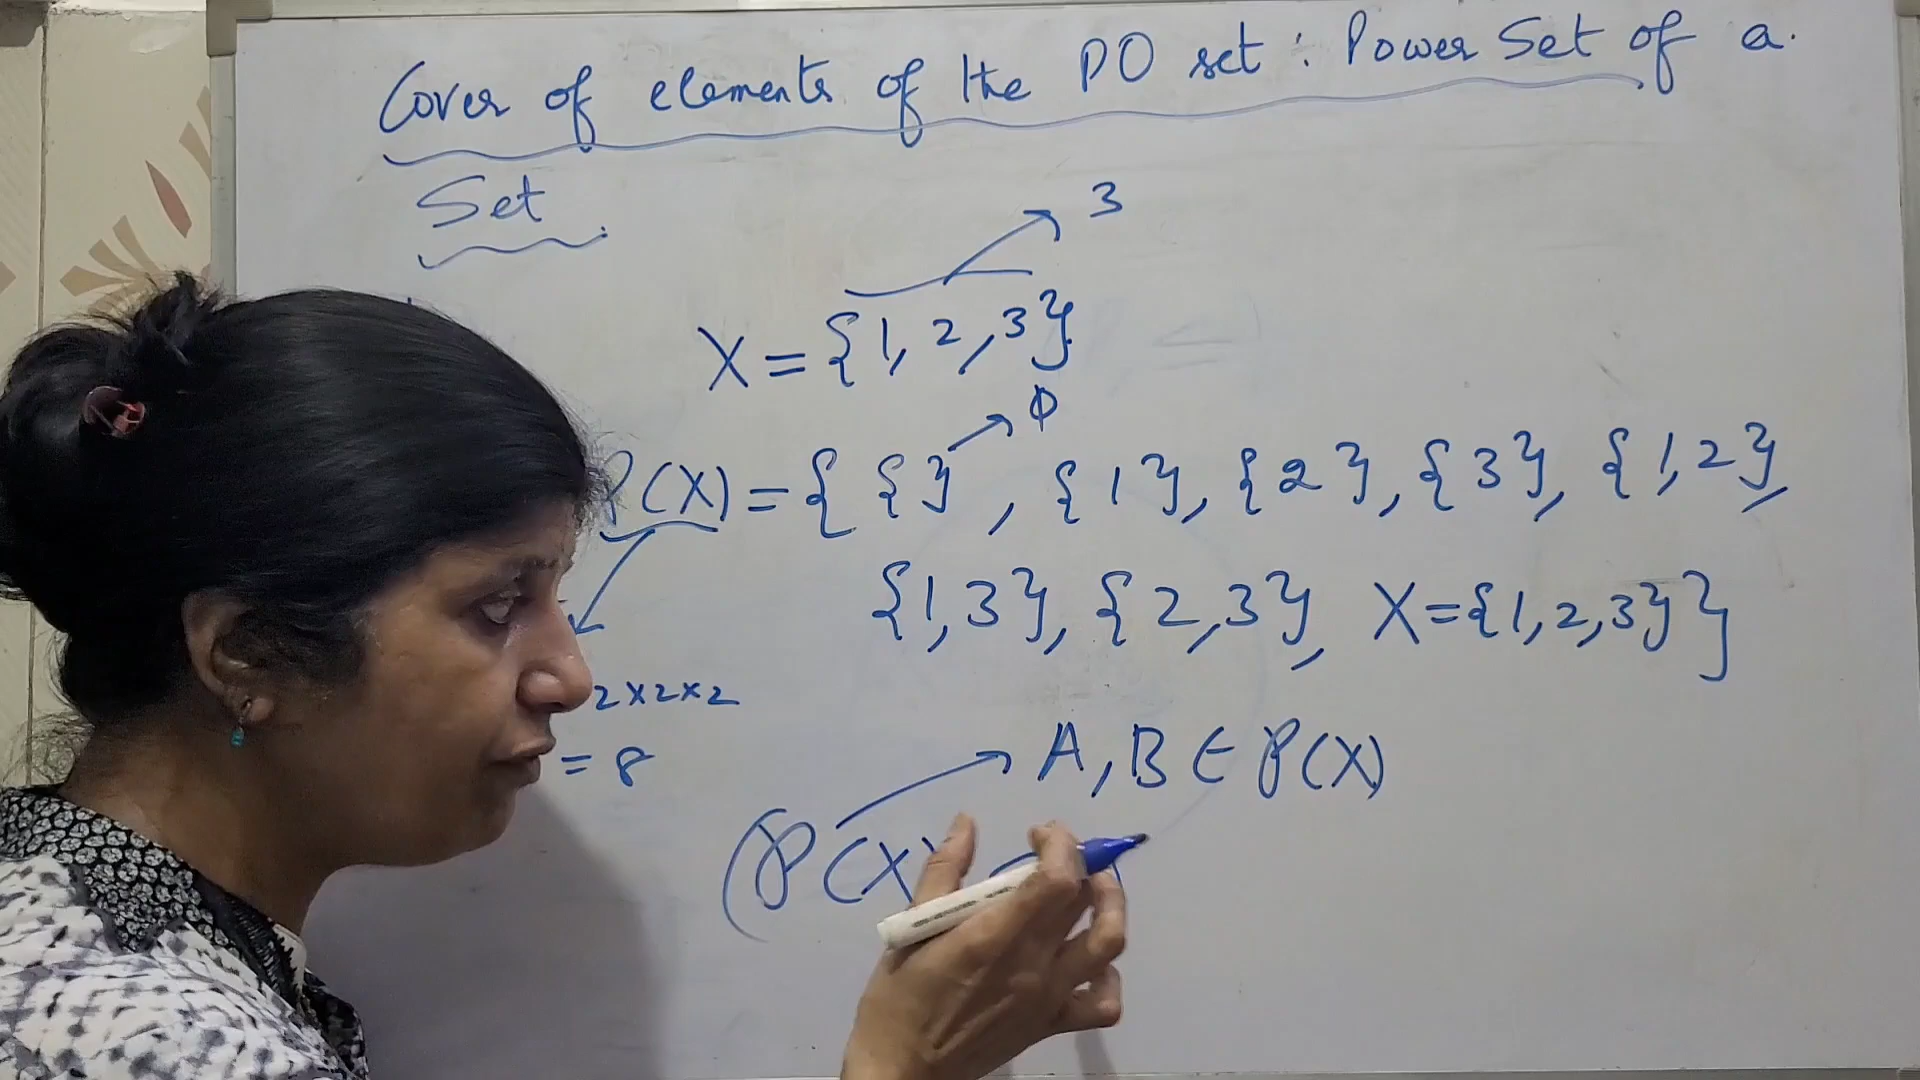 Cover of elements of the PO set : Power Set of a
Set
3
X = {1, 2, 3}
φ
P(X) = { { } , {1}, {2}, {3}, {1,2},
{1,3}, {2,3}, X={1,2,3} }
2×2×2
= 8
A, B ∈ P(X)
(P(X)